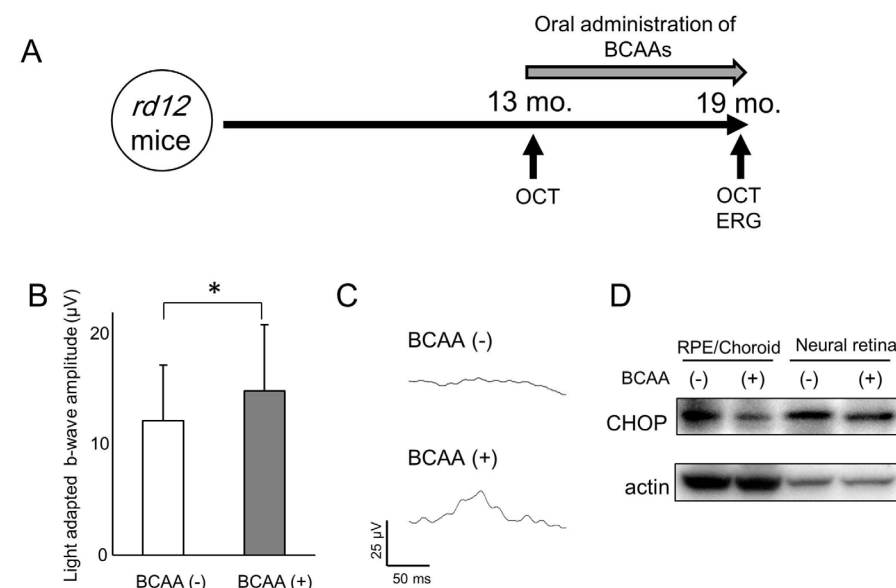 A
Oral administration of
BCAAs
rd12
mice
13 mo.
19 mo.
OCT
OCT
ERG
B
Light adapted b-wave amplitude (μV)
20
10
0
*
BCAA (-)
BCAA (+)
C
BCAA (-)
BCAA (+)
25 μV
50 ms
D
RPE/Choroid
Neural retina
BCAA (-) (+) (-) (+)
CHOP
actin